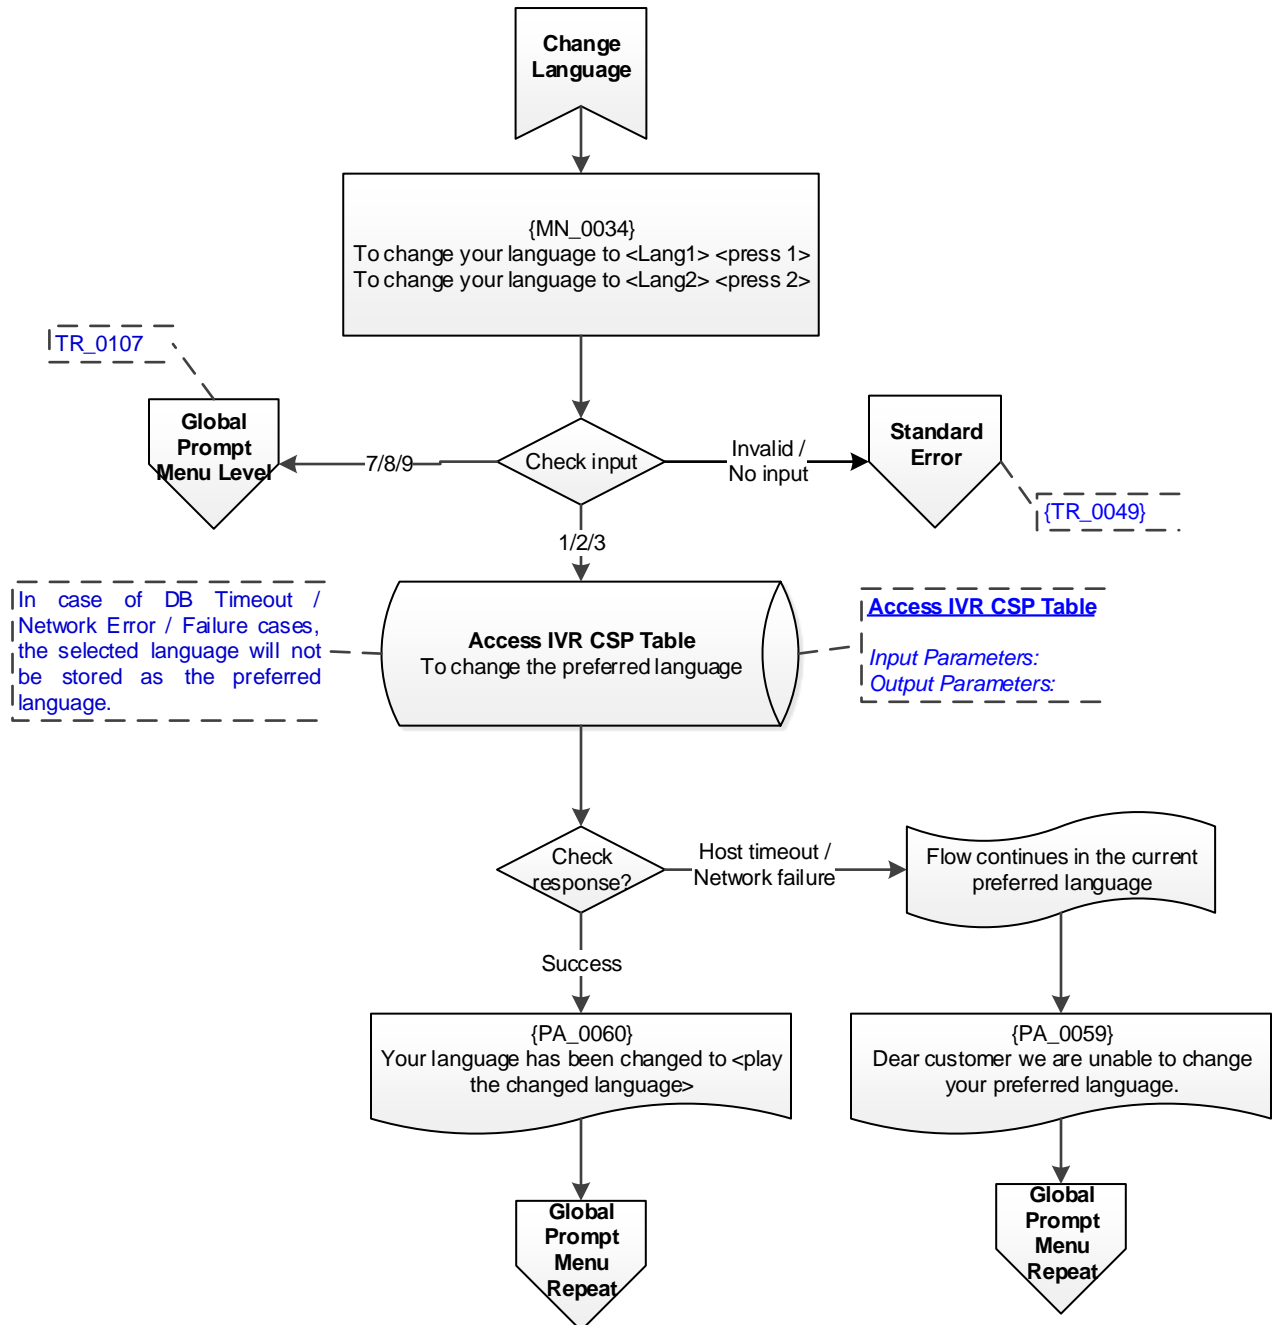 Change
Language
{MN_0034}
To change your language to <Lang1> <press 1>
To change your language to <Lang2> <press 2>
TR_0107
Global
Prompt
Menu Level
7/8/9
Check input
Invalid /
No input
Standard
Error
{TR_0049}
1/2/3
In case of DB Timeout /
Network Error / Failure cases,
the selected language will not
be stored as the preferred
language.
Access IVR CSP Table
To change the preferred language
Access IVR CSP Table
Input Parameters:
Output Parameters:
Check
response?
Host timeout /
Network failure
Flow continues in the current
preferred language
Success
{PA_0060}
Your language has been changed to <play
the changed language>
{PA_0059}
Dear customer we are unable to change
your preferred language.
Global
Prompt
Menu
Repeat
Global
Prompt
Menu
Repeat